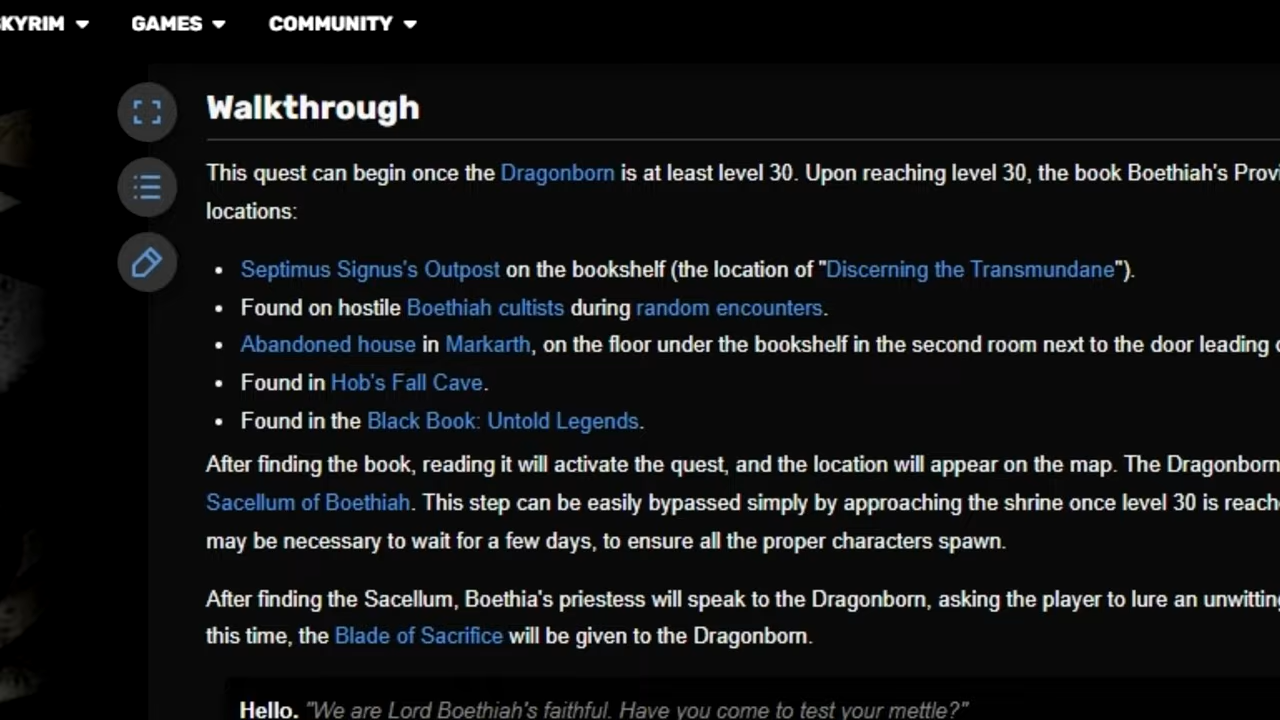 GAMES COMMUNITY
Walkthrough
This quest can begin once the Dragonborn is at least level 30. Upon reaching level 30, the book Boethiah's
locations:
Septimus Signus's Outpost on the bookshelf (the location of "Discerning the Transmundane").
Found on hostile Boethiah cultists during random encounters.
Abandoned house in Markarth, on the floor under the bookshelf in the second room next to the door leading
Found in Hob's Fall Cave.
Found in the Black Book: Untold Legends.
After finding the book, reading it will activate the quest, and the location will appear on the map. The Dragonborn
Sacellum of Boethiah. This step can be easily bypassed simply by approaching the shrine once level 30 is
may be necessary to wait for a few days, to ensure all the proper characters spawn.
After finding the Sacellum, Boethia's priestess will speak to the Dragonborn, asking the player to lure an
this time, the Blade of Sacrifice will be given to the Dragonborn.
Hello. "We are Lord Boethiah's faithful. Have you come to test your mettle?"